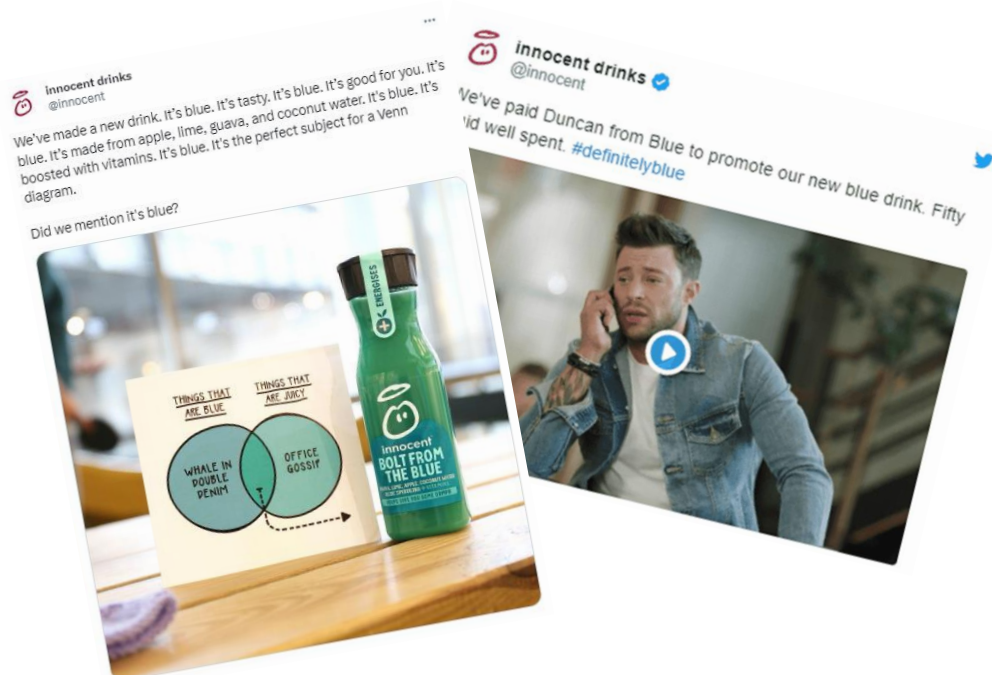 innocent drinks
@innocent
We've made a new drink. It's blue. It's tasty. It's blue. It's good for you. It's
blue. It's made from apple, lime, guava, and coconut water. It's blue. It's
boosted with vitamins. It's blue. It's the perfect subject for a Venn
diagram.
Did we mention it's blue?
THINGS THAT
ARE BLUE
THINGS THAT
ARE JUICY
WHALE IN
DOUBLE
DENIM
OFFICE
GOSSIP
ENERGISES
innocent
BOLT FROM
THE BLUE
innocent drinks
@innocent
We've paid Duncan from Blue to promote our new blue drink. Fifty
uid well spent. #definitelyblue